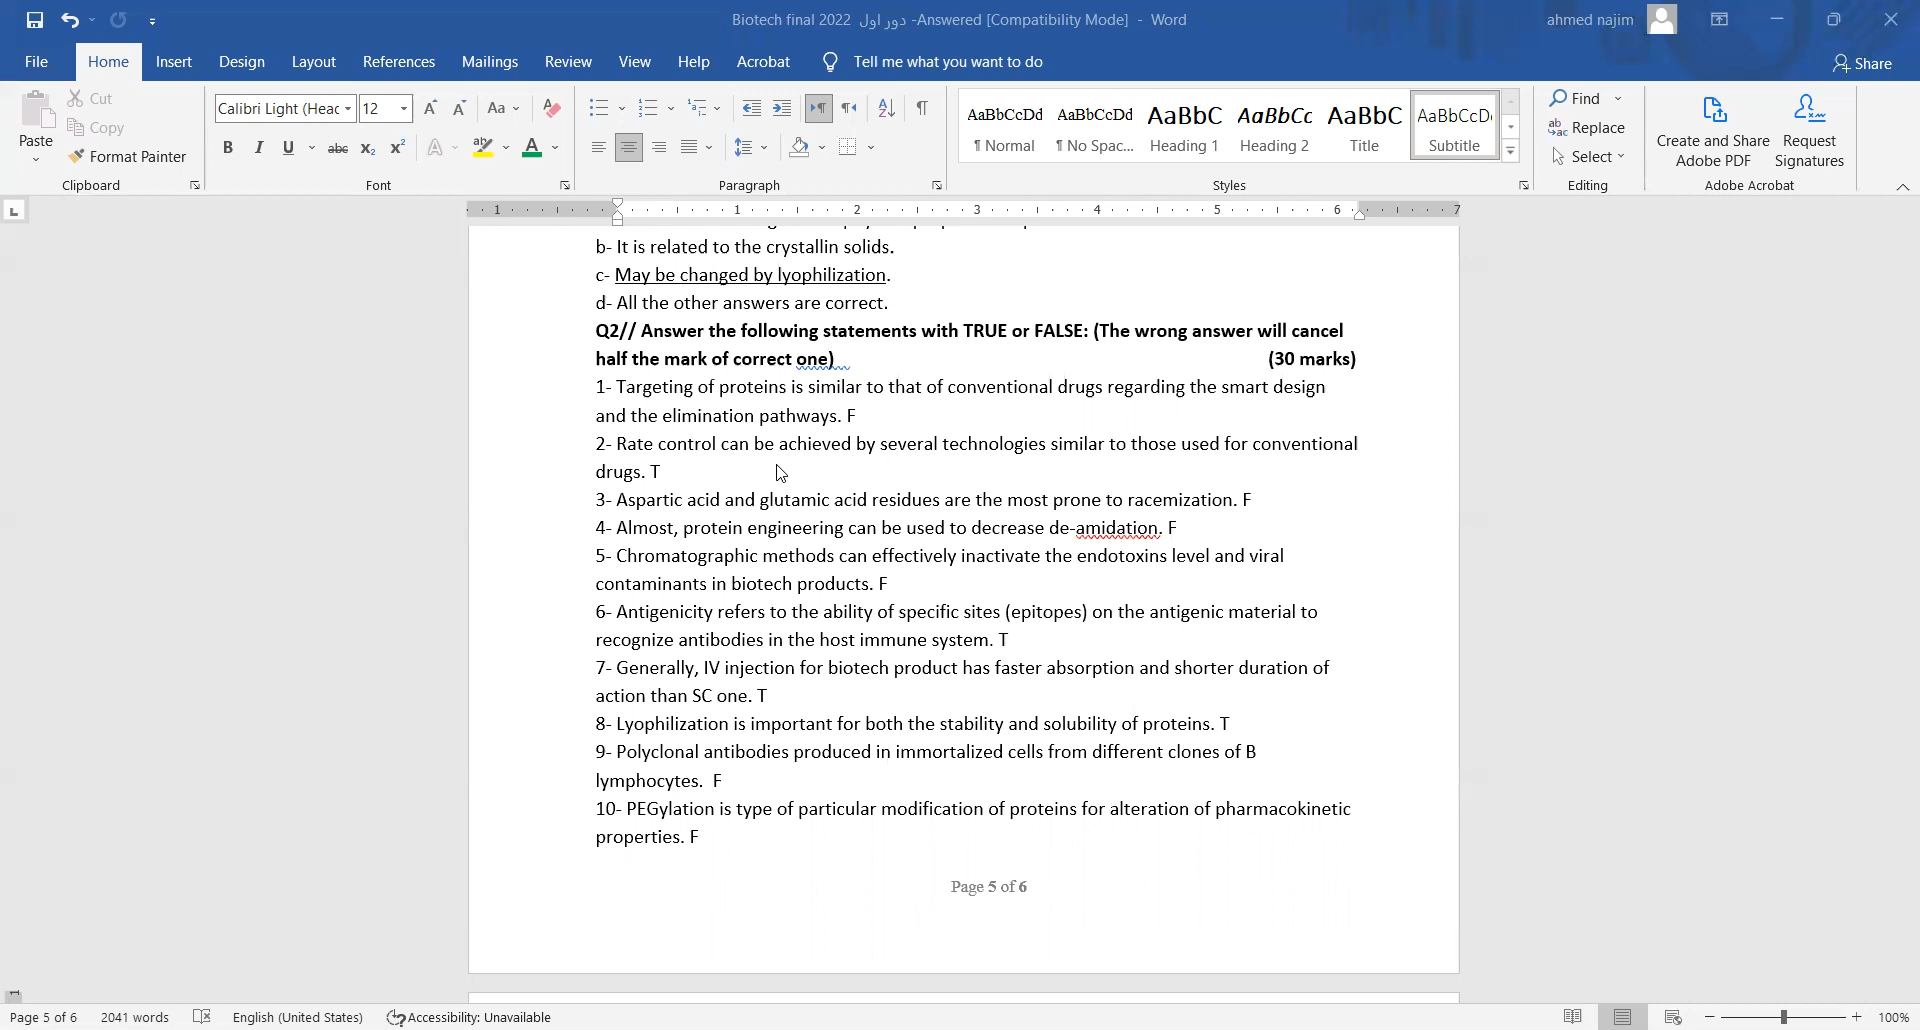 Biotech final 2022 دور اول -Answered [Compatibility Mode] - Word
ahmed najim
File Home Insert Design Layout References Mailings Review View Help Acrobat Tell me what you want to do Share
Paste Cut Copy Format Painter
Calibri Light (Heac 12 Aa
B I U abc x₂ x² A ab A
AaBbCcDd AaBbCcDd AaBbC AaBbCc AaBbC AaBbCcD
¶ Normal ¶ No Spac... Heading 1 Heading 2 Title Subtitle
Find Replace Select
Create and Share Adobe PDF
Request Signatures
Clipboard Font Paragraph Styles Editing Adobe Acrobat
1 1 2 3 4 5 6 7
b- It is related to the crystallin solids.
c- May be changed by lyophilization.
d- All the other answers are correct.
Q2// Answer the following statements with TRUE or FALSE: (The wrong answer will cancel
half the mark of correct one) (30 marks)
1- Targeting of proteins is similar to that of conventional drugs regarding the smart design
and the elimination pathways. F
2- Rate control can be achieved by several technologies similar to those used for conventional
drugs. T
3- Aspartic acid and glutamic acid residues are the most prone to racemization. F
4- Almost, protein engineering can be used to decrease de-amidation. F
5- Chromatographic methods can effectively inactivate the endotoxins level and viral
contaminants in biotech products. F
6- Antigenicity refers to the ability of specific sites (epitopes) on the antigenic material to
recognize antibodies in the host immune system. T
7- Generally, IV injection for biotech product has faster absorption and shorter duration of
action than SC one. T
8- Lyophilization is important for both the stability and solubility of proteins. T
9- Polyclonal antibodies produced in immortalized cells from different clones of B
lymphocytes. F
10- PEGylation is type of particular modification of proteins for alteration of pharmacokinetic
properties. F
Page 5 of 6
Page 5 of 6 2041 words English (United States) Accessibility: Unavailable 100%